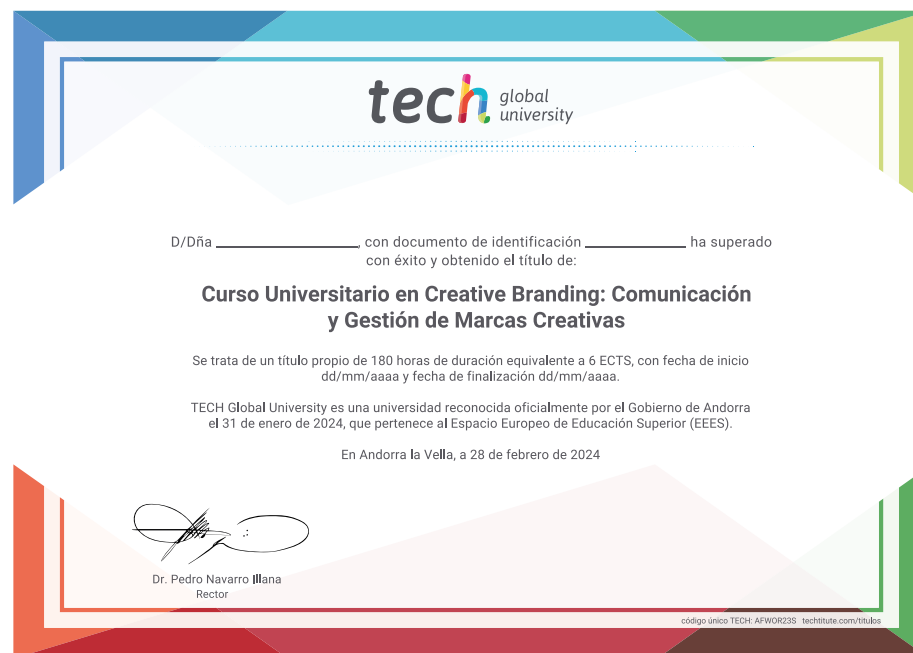 tech global university
D/Dña ____________________, con documento de identificación ______________ ha superado
con éxito y obtenido el título de:
Curso Universitario en Creative Branding: Comunicación
y Gestión de Marcas Creativas
Se trata de un título propio de 180 horas de duración equivalente a 6 ECTS, con fecha de inicio
dd/mm/aaaa y fecha de finalización dd/mm/aaaa.
TECH Global University es una universidad reconocida oficialmente por el Gobierno de Andorra
el 31 de enero de 2024, que pertenece al Espacio Europeo de Educación Superior (EEES).
En Andorra la Vella, a 28 de febrero de 2024
Dr. Pedro Navarro Illana
Rector
código único TECH: AFWOR23S techtitute.com/titulos